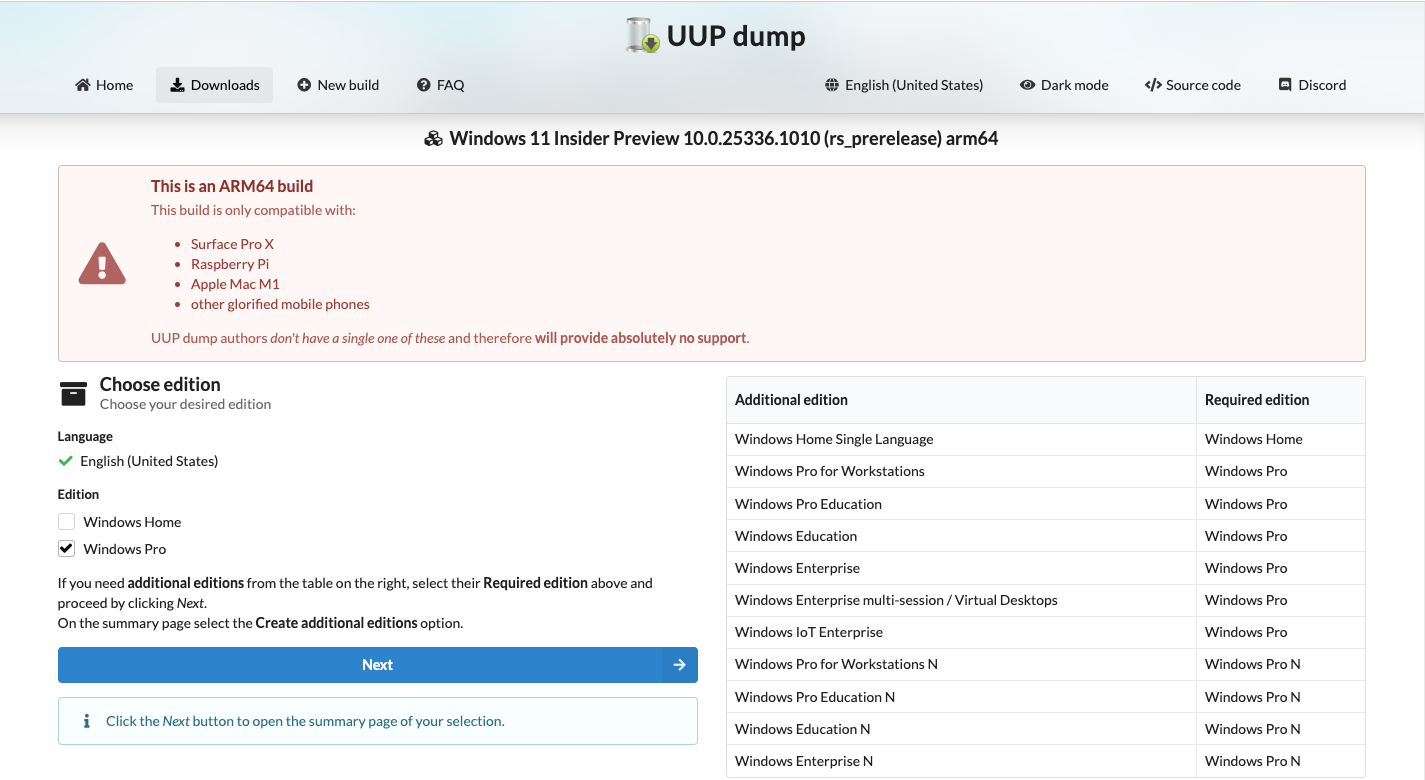 UUP dump
Home
Downloads
New build
FAQ
English (United States)
Dark mode
Source code
Discord
Windows 11 Insider Preview 10.0.25336.1010 (rs_prerelease) arm64
This is an ARM64 build
This build is only compatible with:
Surface Pro X
Raspberry Pi
Apple Mac M1
other glorified mobile phones
UUP dump authors don't have a single one of these and therefore will provide absolutely no support.
Choose edition
Choose your desired edition
Language
English (United States)
Edition
Windows Home
Windows Pro
If you need additional editions from the table on the right, select their Required edition above and
proceed by clicking Next.
On the summary page select the Create additional editions option.
Next
Click the Next button to open the summary page of your selection.
Additional edition Required edition
Windows Home Single Language Windows Home
Windows Pro for Workstations Windows Pro
Windows Pro Education Windows Pro
Windows Education Windows Pro
Windows Enterprise Windows Pro
Windows Enterprise multi-session / Virtual Desktops Windows Pro
Windows IoT Enterprise Windows Pro
Windows Pro for Workstations N Windows Pro N
Windows Pro Education N Windows Pro N
Windows Education N Windows Pro N
Windows Enterprise N Windows Pro N